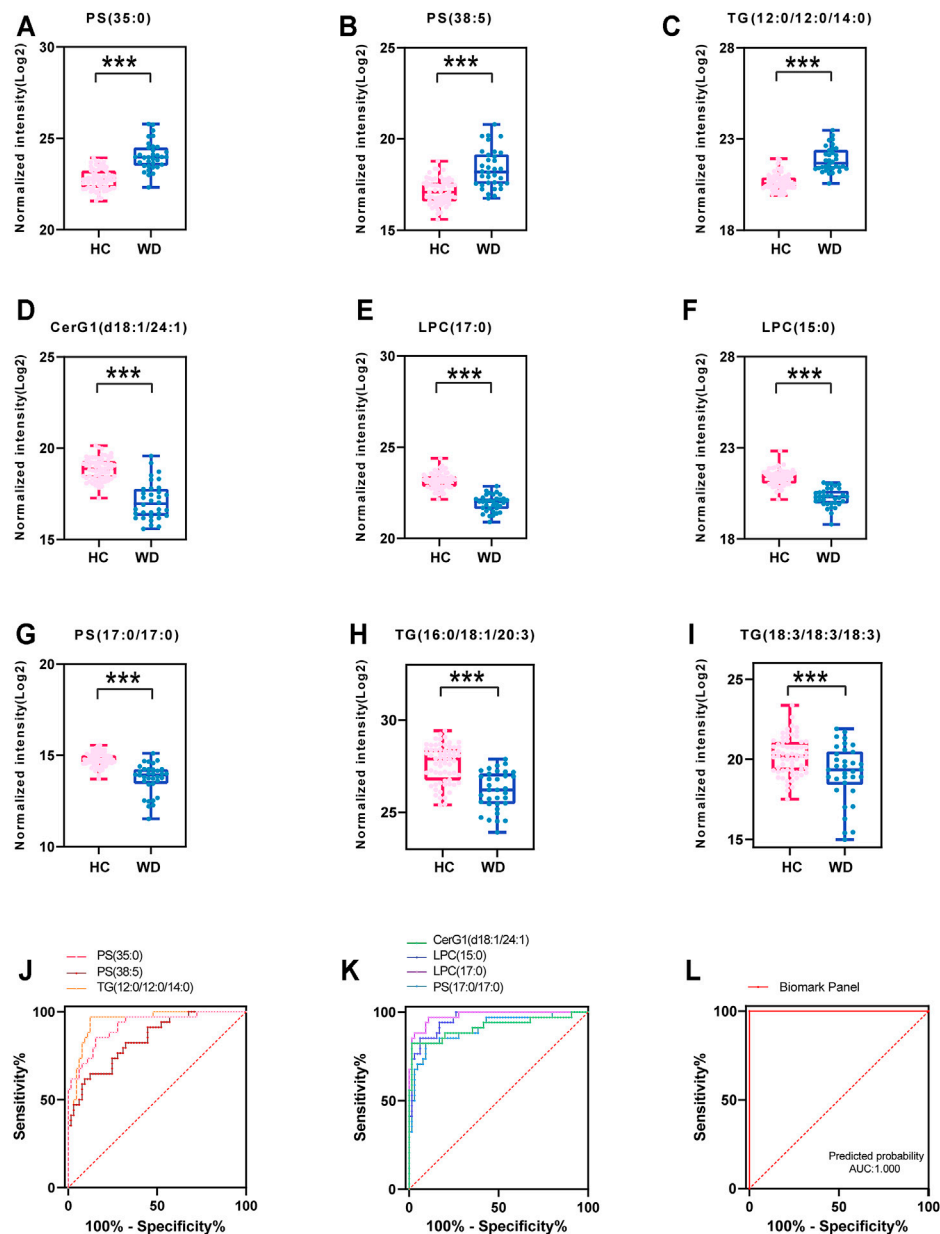 A
PS(35:0)
Normalized intensity(Log2)
30
25
20
***
HC
WD
B
PS(38:5)
Normalized intensity(Log2)
25
20
15
***
HC
WD
C
TG(12:0/12:0/14:0)
Normalized intensity(Log2)
28
23
18
***
HC
WD
D
CerG1(d18:1/24:1)
Normalized intensity(Log2)
25
20
15
***
HC
WD
E
LPC(17:0)
Normalized intensity(Log2)
30
25
20
***
HC
WD
F
LPC(15:0)
Normalized intensity(Log2)
28
23
18
***
HC
WD
G
PS(17:0/17:0)
Normalized intensity(Log2)
20
15
10
***
HC
WD
H
TG(16:0/18:1/20:3)
Normalized intensity(Log2)
30
25
***
HC
WD
I
TG(18:3/18:3/18:3)
Normalized intensity(Log2)
25
20
15
***
HC
WD
J
PS(35:0)
PS(38:5)
TG(12:0/12:0/14:0)
Sensitivity%
100
50
0
0
50
100
100% - Specificity%
K
CerG1(d18:1/24:1)
LPC(15:0)
LPC(17:0)
PS(17:0/17:0)
Sensitivity%
100
50
0
0
50
100
100% - Specificity%
L
Biomark Panel
Sensitivity%
100
50
0
Predicted probability
AUC:1.000
0
50
100
100% - Specificity%